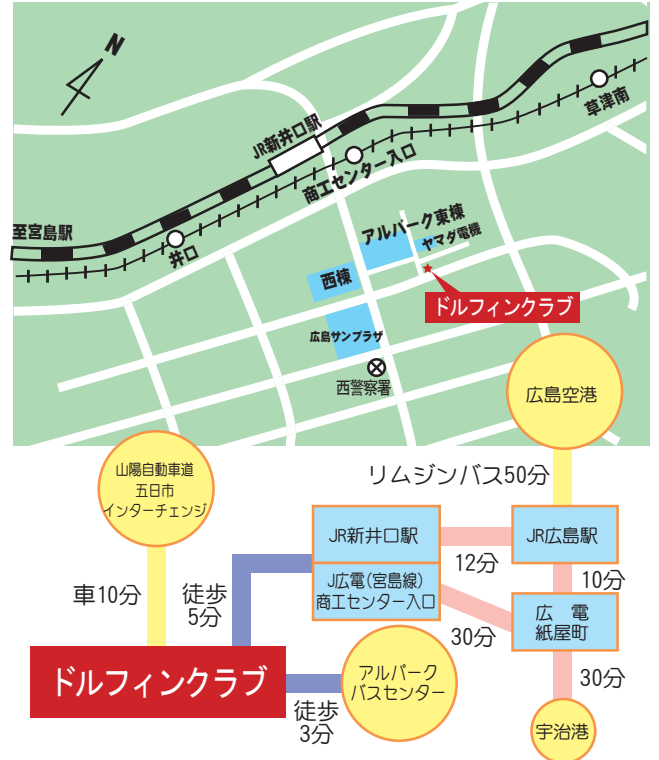 N
JR新井口駅
商工センター入口
草津南
至宮島駅
井口
アルパーク東棟
ヤマダ電機
西棟
ドルフィンクラブ
広島サンプラザ
西警察署
広島空港
山陽自動車道
五日市
インターチェンジ
リムジンバス50分
JR新井口駅
12分
JR広島駅
J広電(宮島線)
商工センター入口
10分
車10分
徒歩
5分
30分
広 電
紙屋町
ドルフィンクラブ
アルパーク
バスセンター
30分
徒歩
3分
宇治港